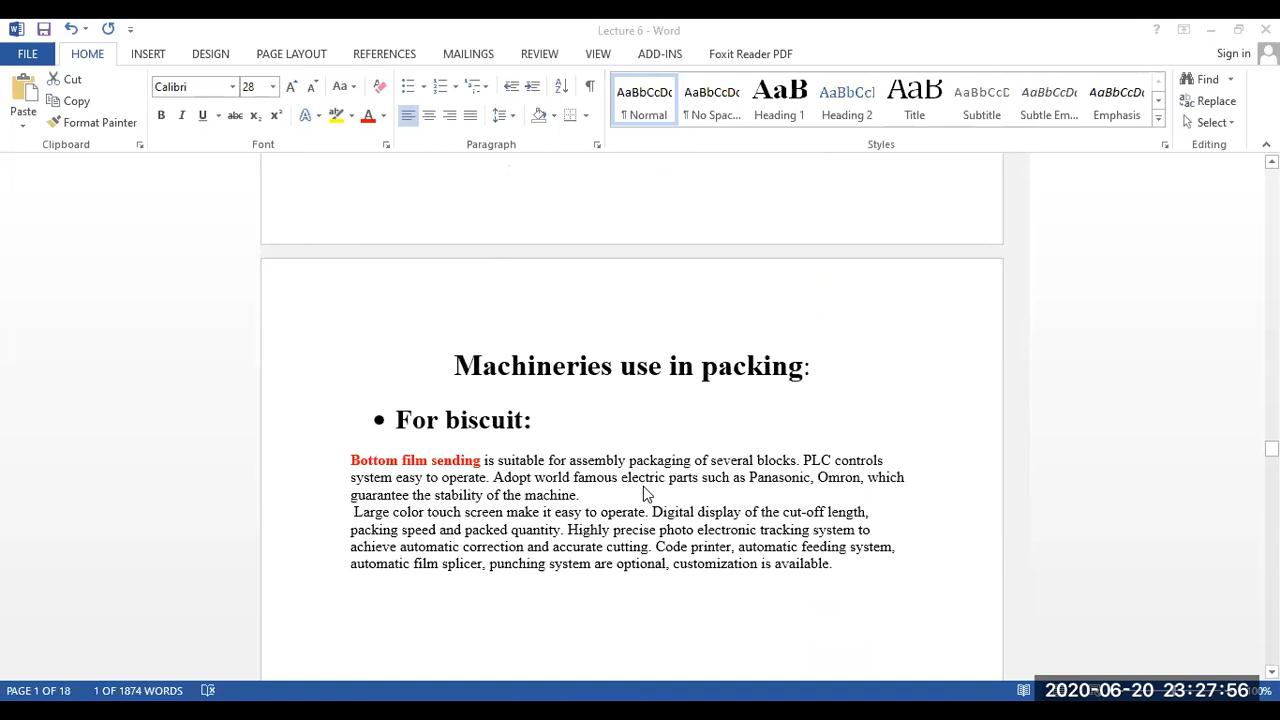 Lecture 6 - Word
FILE HOME INSERT DESIGN PAGE LAYOUT REFERENCES MAILINGS REVIEW VIEW ADD-INS Foxit Reader PDF Sign in
Paste
Cut
Copy
Format Painter
Clipboard
Calibri 28
Font
Paragraph
AaBbCcDc AaBbCcDc AaB AaBbCcI AaB AaBbCcD AaBbCcDt AaBbCcDt
¶ Normal ¶ No Spac... Heading 1 Heading 2 Title Subtitle Subtle Em... Emphasis
Styles
Find
Replace
Select
Editing
Machineries use in packing:
• For biscuit:
Bottom film sending is suitable for assembly packaging of several blocks. PLC controls
system easy to operate. Adopt world famous electric parts such as Panasonic, Omron, which
guarantee the stability of the machine.
Large color touch screen make it easy to operate. Digital display of the cut-off length,
packing speed and packed quantity. Highly precise photo electronic tracking system to
achieve automatic correction and accurate cutting. Code printer, automatic feeding system,
automatic film splicer, punching system are optional, customization is available.
PAGE 1 OF 18 1 OF 1874 WORDS
2020-06-20 23:27:56